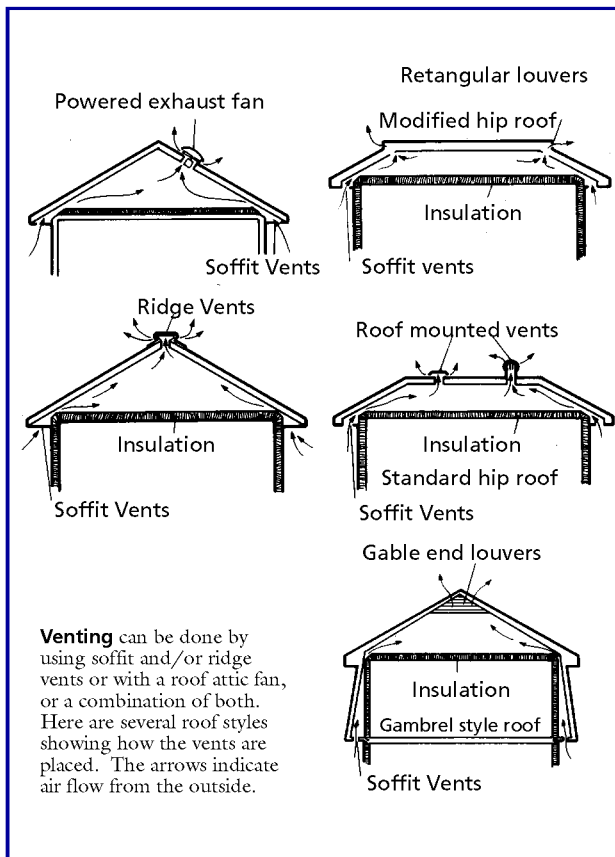 Retangular louvers
Powered exhaust fan
Modified hip roof
Insulation
Soffit Vents
Soffit vents
Ridge Vents
Roof mounted vents
Insulation
Insulation
Standard hip roof
Soffit Vents
Soffit Vents
Gable end louvers
Insulation
Gambrel style roof
Soffit Vents
Venting can be done by
using soffit and/or ridge
vents or with a roof attic fan,
or a combination of both.
Here are several roof styles
showing how the vents are
placed.  The arrows indicate
air flow from the outside.